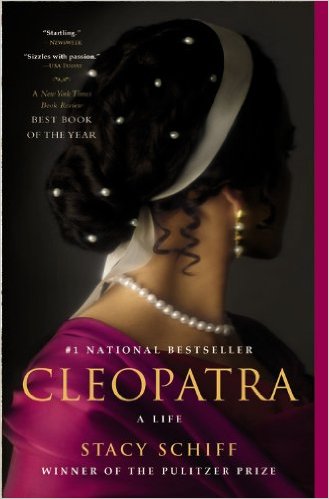 "Startling."
—NEWSWEEK
"Sizzles with passion."
—USA TODAY
A New York Times
Book Review
BEST BOOK
OF THE YEAR
#1 NATIONAL BESTSELLER
CLEOPATRA
A LIFE
STACY SCHIFF
WINNER OF THE PULITZER PRIZE